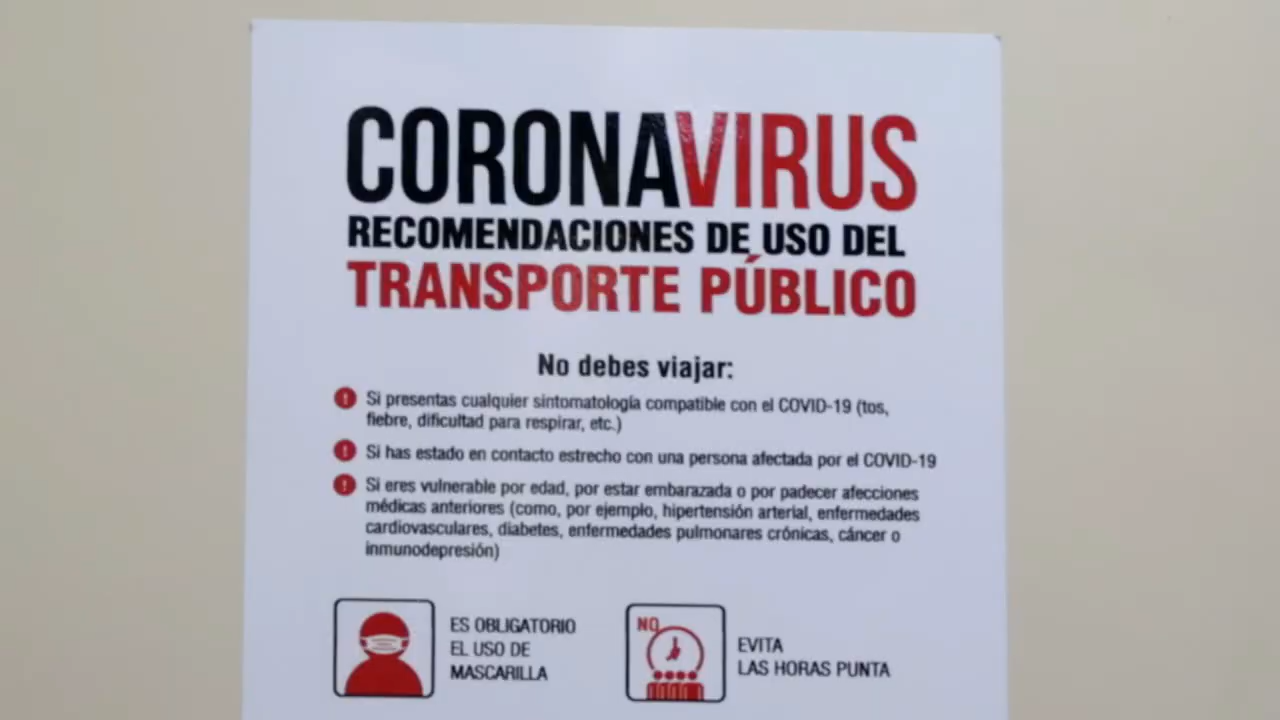 CORONAVIRUS
RECOMENDACIONES DE USO DEL
TRANSPORTE PÚBLICO
No debes viajar:
Si presentas cualquier sintomatología compatible con el COVID-19 (tos,
fiebre, dificultad para respirar, etc.)
Si has estado en contacto estrecho con una persona afectada por el COVID-19
Si eres vulnerable por edad, por estar embarazada o por padecer afecciones
médicas anteriores (como, por ejemplo, hipertensión arterial, enfermedades
cardiovasculares, diabetes, enfermedades pulmonares crónicas, cáncer o
inmunodepresión)
ES OBLIGATORIO
EL USO DE
MASCARILLA
NO
EVITA
LAS HORAS PUNTA